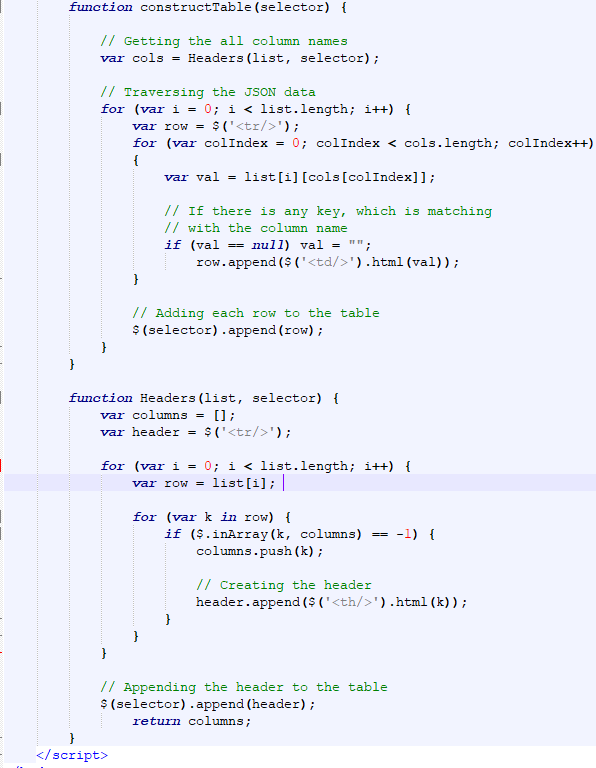 function constructTable(selector) {
// Getting the all column names
var cols = Headers(list, selector);
// Traversing the JSON data
for (var i = 0; i < list.length; i++) {
var row = $('<tr/>');
for (var colIndex = 0; colIndex < cols.length; colIndex++)
{
var val = list[i][cols[colIndex]];
// If there is any key, which is matching
// with the column name
if (val == null) val = "";
row.append($('<td/>').html(val));
}
// Adding each row to the table
$(selector).append(row);
}
}
function Headers(list, selector) {
var columns = [];
var header = $('<tr/>');
for (var i = 0; i < list.length; i++) {
var row = list[i];
for (var k in row) {
if ($.inArray(k, columns) == -1) {
columns.push(k);
// Creating the header
header.append($('<th/>').html(k));
}
}
}
// Appending the header to the table
$(selector).append(header);
return columns;
}
</script>